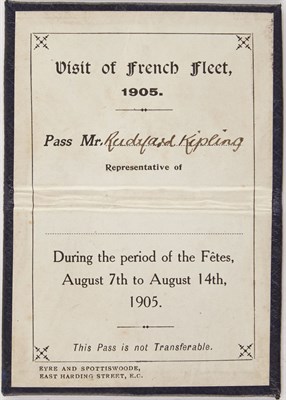 Visit of French Fleet,
1905.
Pass Mr. Rudyard Kipling
Representative of
During the period of the Fêtes,
August 7th to August 14th,
1905.
This Pass is not Transferable.
EYRE AND SPOTTISWOODE,
EAST HARDING STREET, E.C.